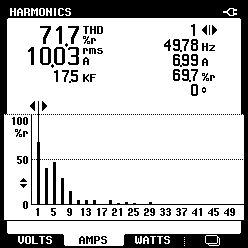 HARMONICS
71.7 THD %r 1
10.03 rms A 49.78 Hz
17.5 KF 6.99 A
69.7 %r
0 °
100
%
50
0
1 5 9 13 17 21 25 29 33 37 41 45 49
VOLTS AMPS WATTS